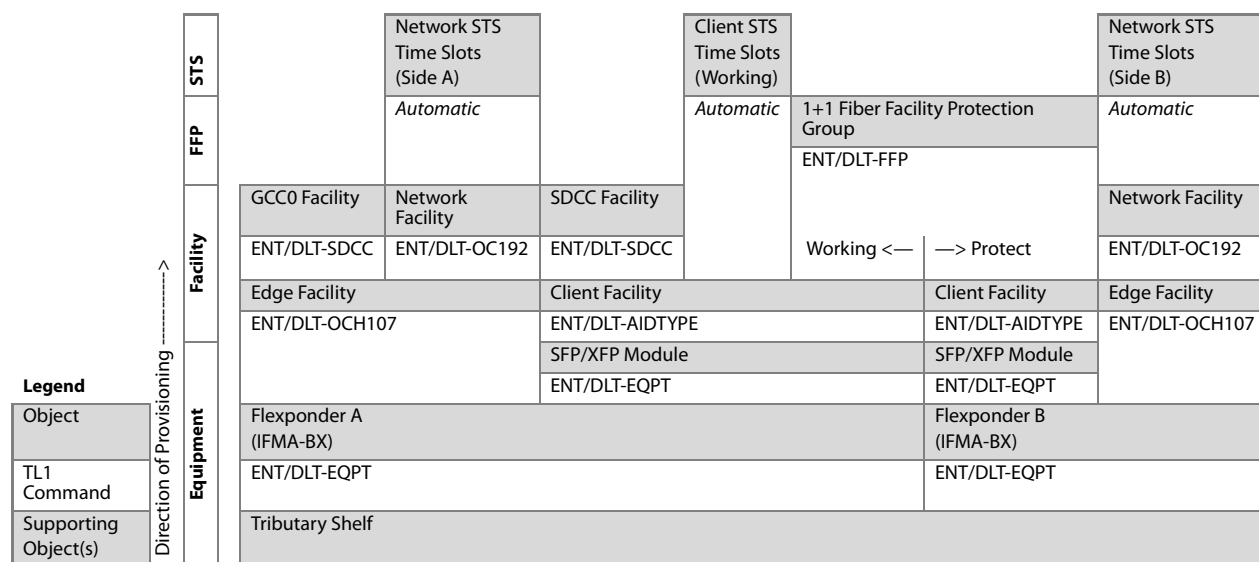 STS
Network STS
Time Slots
(Side A)
Client STS
Time Slots
(Working)
Network STS
Time Slots
(Side B)
FFP
Automatic
Automatic
1+1 Fiber Facility Protection
Group
Automatic
ENT/DLT-FFP
Facility
GCC0 Facility
Network
Facility
SDCC Facility
Network Facility
ENT/DLT-SDCC
ENT/DLT-OC192
ENT/DLT-SDCC
Working <—
—> Protect
ENT/DLT-OC192
Edge Facility
Client Facility
Client Facility
Edge Facility
ENT/DLT-OCH107
ENT/DLT-AIDTYPE
ENT/DLT-AIDTYPE
ENT/DLT-OCH107
Equipment
SFP/XFP Module
SFP/XFP Module
ENT/DLT-EQPT
ENT/DLT-EQPT
Flexponder A
(IFMA-BX)
Flexponder B
(IFMA-BX)
ENT/DLT-EQPT
ENT/DLT-EQPT
Tributary Shelf
Direction of Provisioning ------------>
Legend
Object
TL1
Command
Supporting
Object(s)